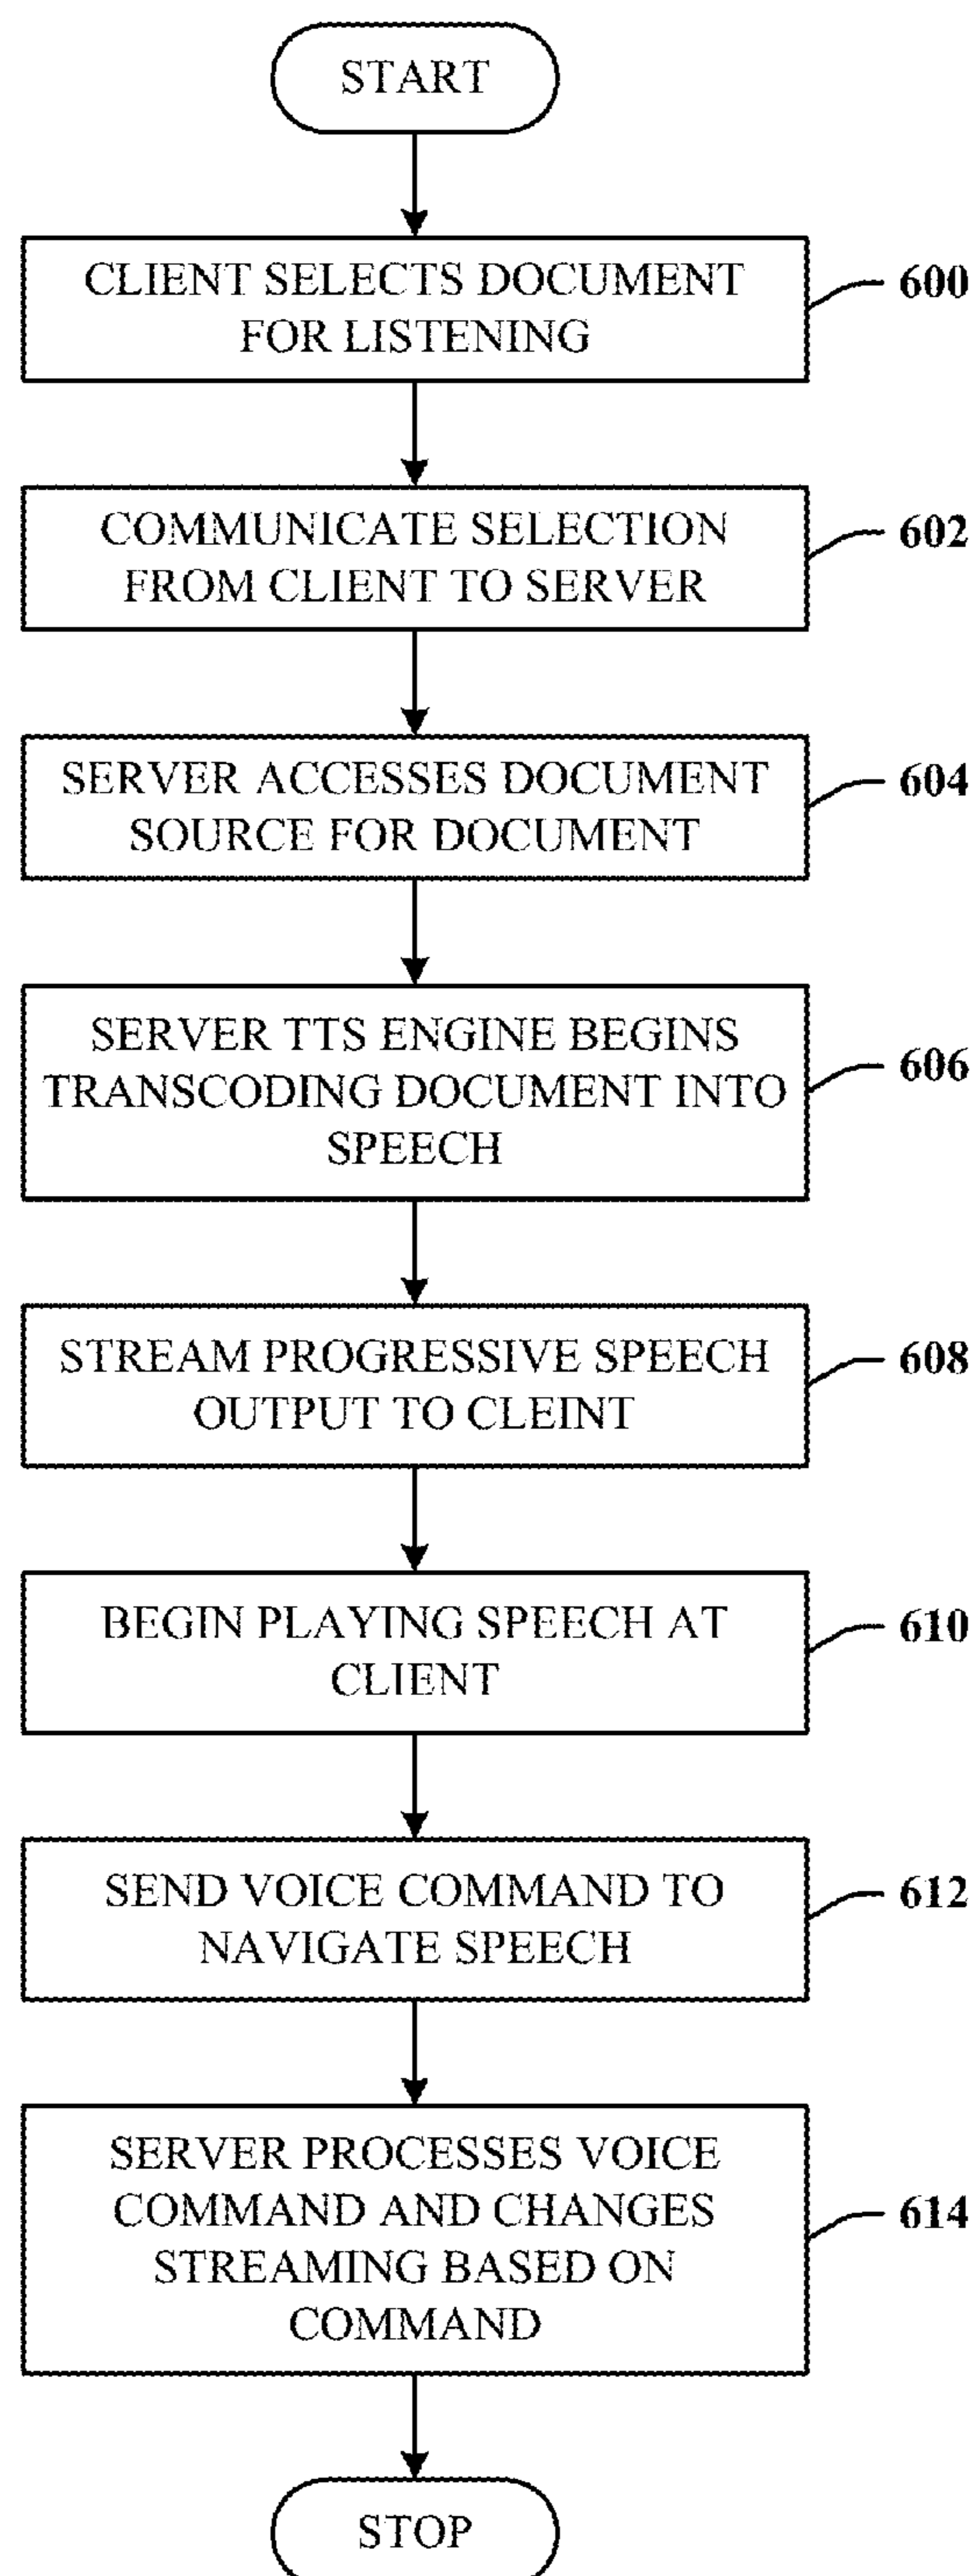 START
CLIENT SELECTS DOCUMENT
FOR LISTENING
600
COMMUNICATE SELECTION
FROM CLIENT TO SERVER
602
SERVER ACCESSES DOCUMENT
SOURCE FOR DOCUMENT
604
SERVER TTS ENGINE BEGINS
TRANSCODING DOCUMENT INTO
SPEECH
606
STREAM PROGRESSIVE SPEECH
OUTPUT TO CLEINT
608
BEGIN PLAYING SPEECH AT
CLIENT
610
SEND VOICE COMMAND TO
NAVIGATE SPEECH
612
SERVER PROCESSES VOICE
COMMAND AND CHANGES
STREAMING BASED ON
COMMAND
614
STOP